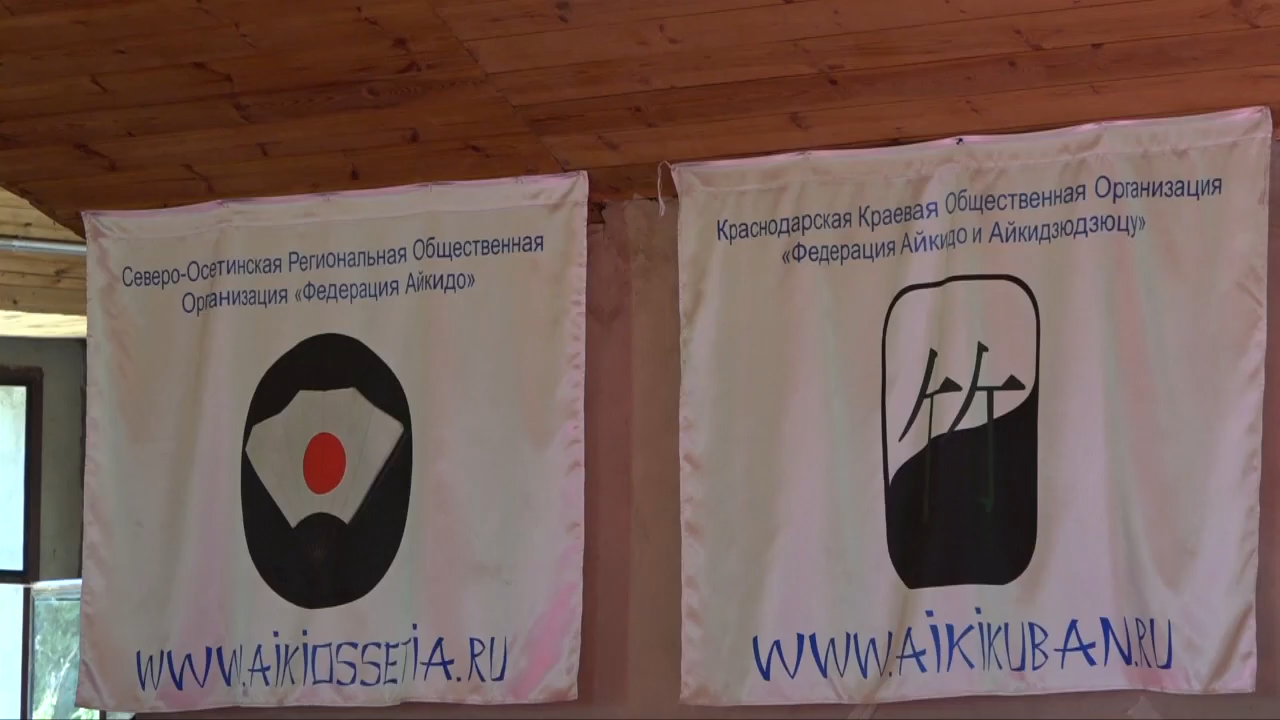 Северо-Осетинская Региональная Общественная
Организация «Федерация Айкидо»
WWW.AIKIOSSETIA.RU
Краснодарская Краевая Общественная Организация
«Федерация Айкидо и Айкидзюдзюцу»
竹
WWW.AIKIKUBAN.RU